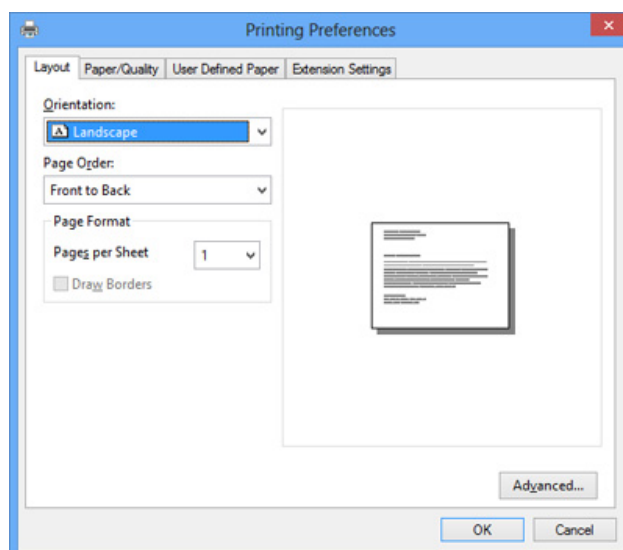 Printing Preferences
Layout Paper/Quality User Defined Paper Extension Settings
Orientation:
A Landscape
Page Order:
Front to Back
Page Format
Pages per Sheet 1
Draw Borders
Advanced...
OK Cancel